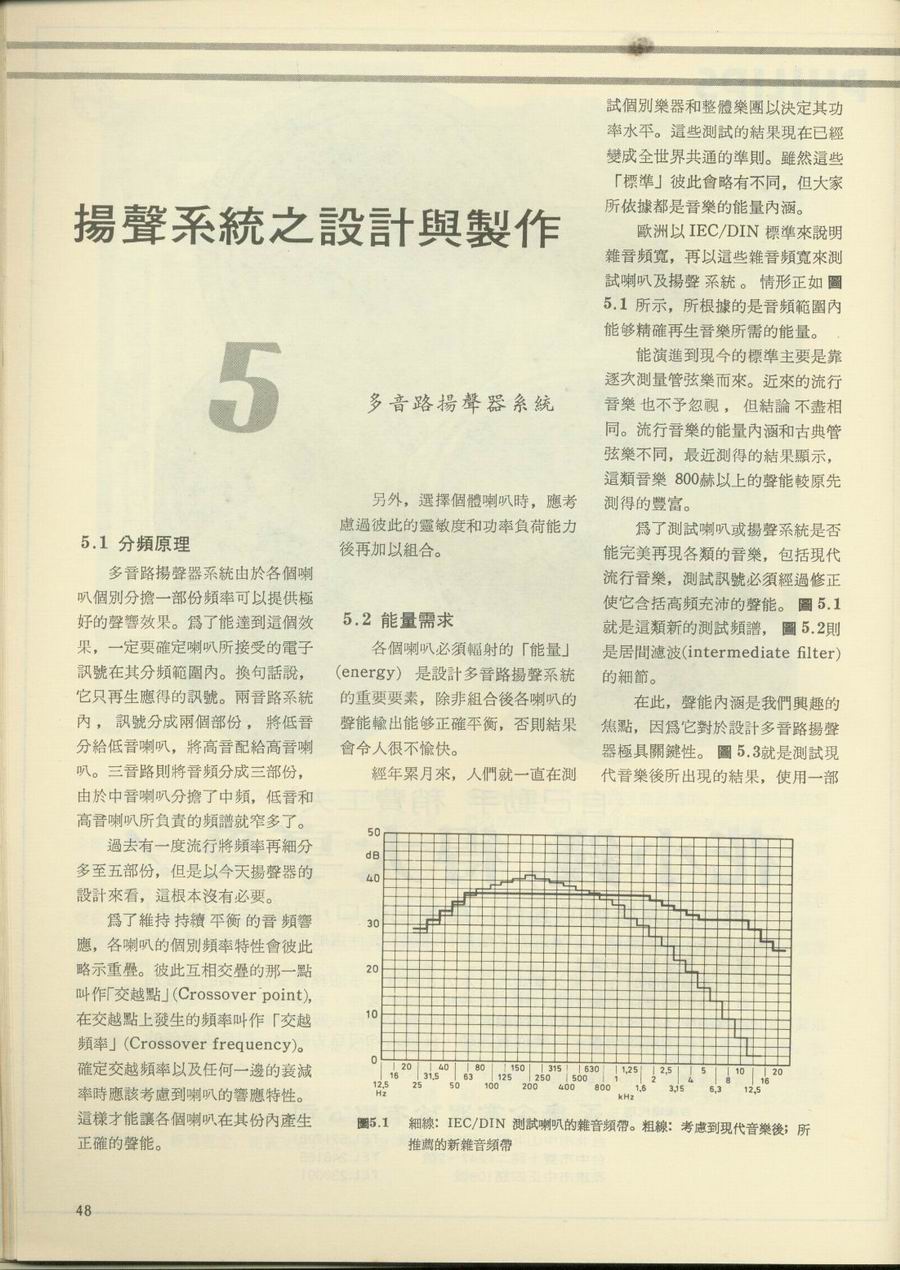 揚聲系統之設計與製作
5
多音路揚聲器系統
5.1 分頻原理
多音路揚聲器系統由於各個喇
叭個別分擔一部份頻率可以提供極
好的聲響效果。爲了能達到這個效
果，一定要確定喇叭所接受的電子
訊號在其分頻範圍內。換句話說，
它只再生應得的訊號。兩音路系統
內，訊號分成兩個部份，將低音
分給低音喇叭，將高音配給高音喇
叭。三音路則將音頻分成三部份，
由於中音喇叭分擔了中頻，低音和
高音喇叭所負責的頻譜就窄多了。
過去有一度流行將頻率再細分
多至五部份，但是以今天揚聲器的
設計來看，這根本沒有必要。
爲了維持持續平衡的音頻響
應，各喇叭的個別頻率特性會彼此
略示重疊。彼此互相交疊的那一點
叫作「交越點」(Crossover point),
在交越點上發生的頻率叫作「交越
頻率」(Crossover frequency)。
確定交越頻率以及任何一邊的衰減
率時應該考慮到喇叭的響應特性。
這樣才能讓各個喇叭在其份內產生
正確的聲能。
另外，選擇個體喇叭時，應考
慮過彼此的靈敏度和功率負荷能力
後再加以組合。
5.2 能量需求
各個喇叭必須輻射的「能量」
(energy) 是設計多音路揚聲系統
的重要要素，除非組合後各喇叭的
聲能輸出能够正確平衡，否則結果
會令人很不愉快。
經年累月來，人們就一直在測
試個別樂器和整體樂團以決定其功
率水平。這些測試的結果現在已經
變成全世界共通的準則。雖然這些
「標準」彼此會略有不同，但大家
所依據都是音樂的能量內涵。
歐洲以 IEC/DIN 標準來說明
雜音頻寬，再以這些雜音頻寬來測
試喇叭及揚聲系統。情形正如圖
5.1 所示，所根據的是音頻範圍內
能够精確再生音樂所需的能量。
能演進到現今的標準主要是靠
逐次測量管弦樂而來。近來的流行
音樂也不予忽視，但結論不盡相
同。流行音樂的能量內涵和古典管
弦樂不同，最近測得的結果顯示，
這類音樂 800赫以上的聲能較原先
測得的豐富。
爲了測試喇叭或揚聲系統是否
能完美再現各類的音樂，包括現代
流行音樂，測試訊號必須經過修正
使它含括高頻充沛的聲能。圖 5.1
就是這類新的測試頻譜，圖 5.2則
是居間濾波(intermediate filter)
的細節。
在此，聲能內涵是我們興趣的
焦點，因爲它對於設計多音路揚聲
器極具關鍵性。圖 5.3就是測試現
代音樂後所出現的結果，使用一部
50
dB
40
30
20
10
0
20 40 80 150 315 630 1,25 2,5 5 10 20
16 31,5 63 125 250 500 1 2 4 8 16
12,5 25 50 100 200 400 800 1,6 3,15 6,3 12,5
Hz kHz
圖5.1 細線：IEC/DIN 測試喇叭的雜音頻帶。粗線：考慮到現代音樂後；所
推薦的新雜音頻帶
48